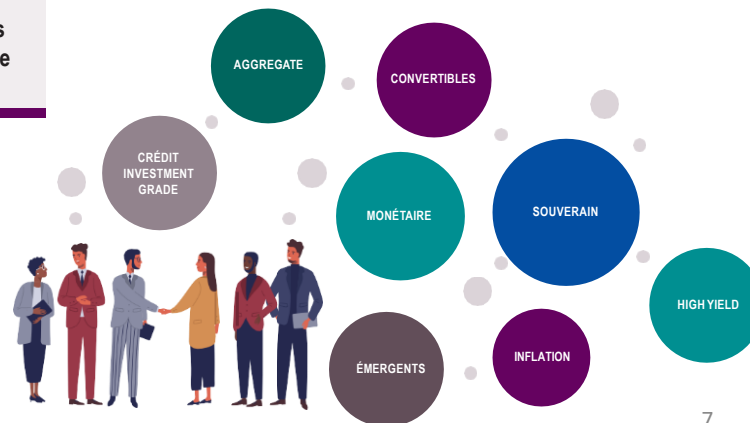 s
e
AGGREGATE
CONVERTIBLES
CRÉDIT
INVESTMENT
GRADE
MONÉTAIRE
SOUVERAIN
HIGH YIELD
ÉMERGENTS
INFLATION
7